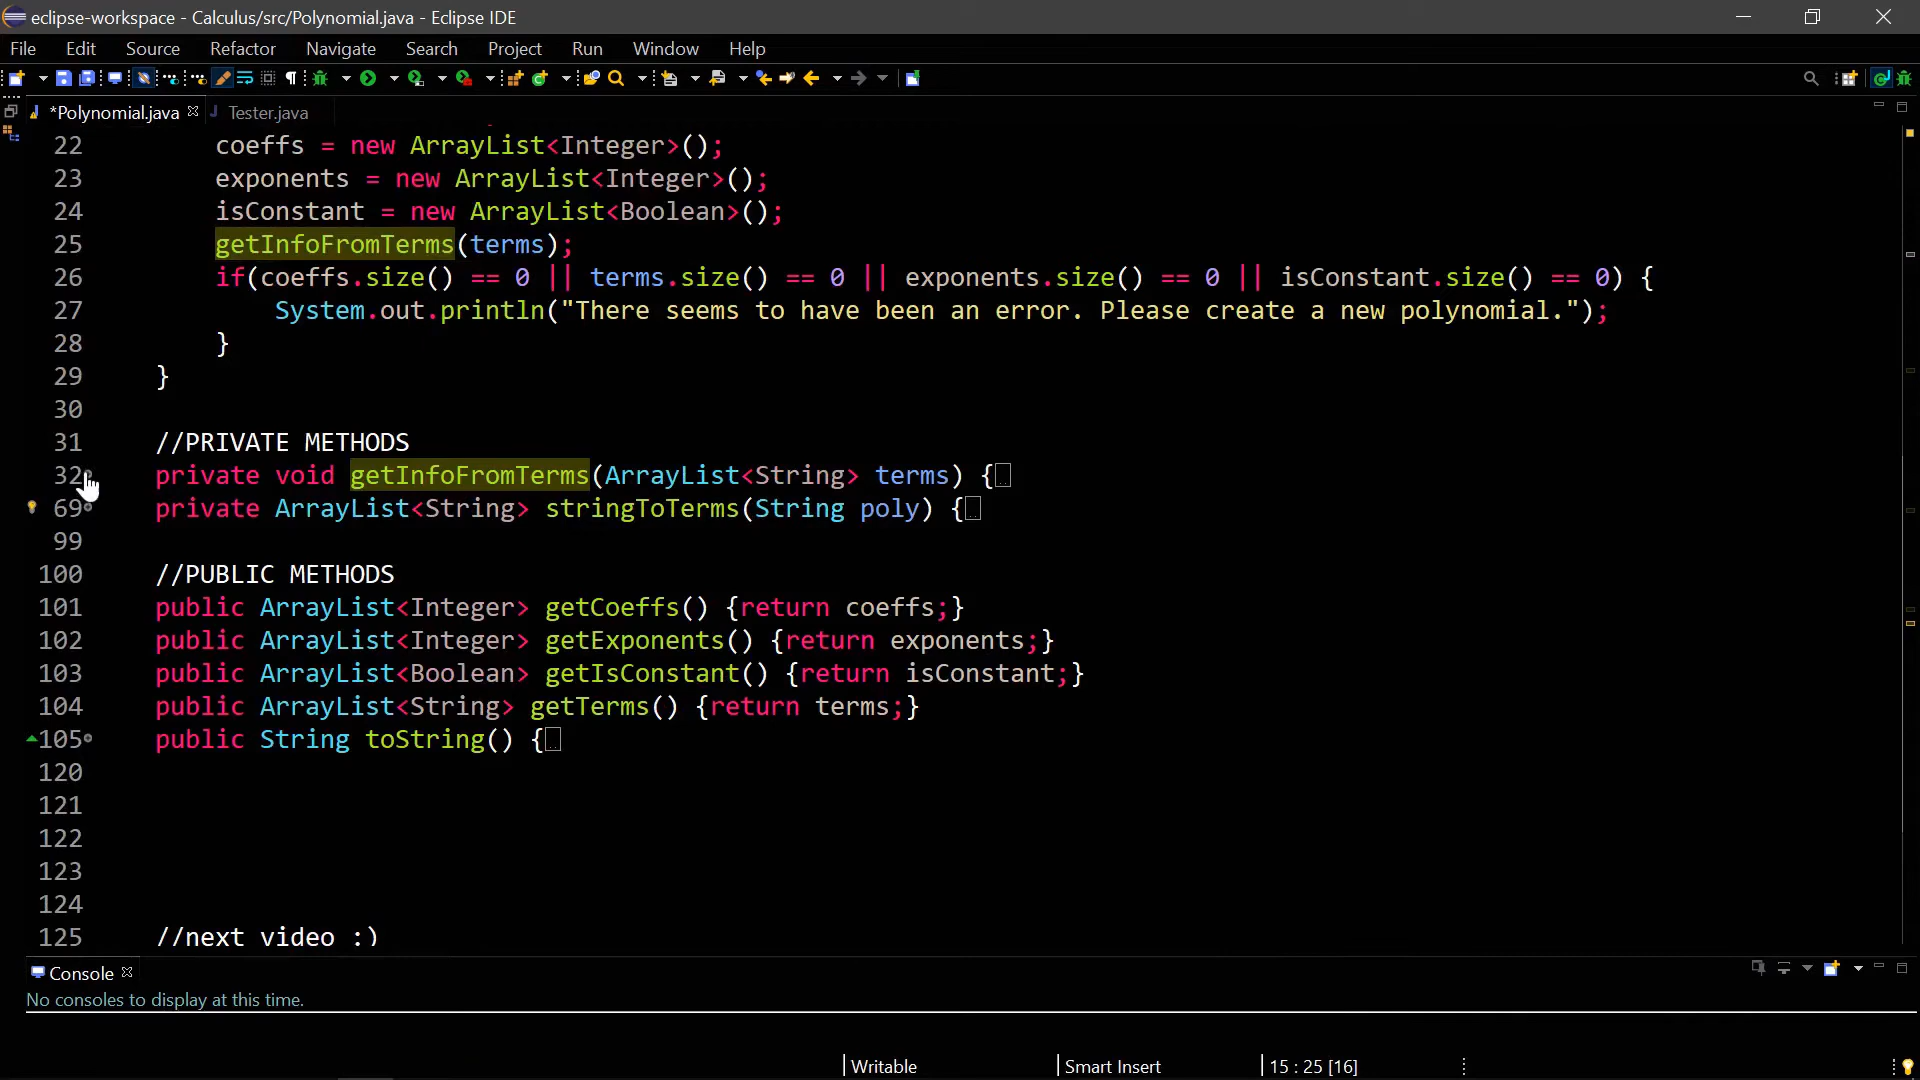 eclipse-workspace - Calculus/src/Polynomial.java - Eclipse IDE
File Edit Source Refactor Navigate Search Project Run Window Help
*Polynomial.java Tester.java
22 coeffs = new ArrayList<Integer>();
23 exponents = new ArrayList<Integer>();
24 isConstant = new ArrayList<Boolean>();
25 getInfoFromTerms(terms);
26 if(coeffs.size() == 0 || terms.size() == 0 || exponents.size() == 0 || isConstant.size() == 0) {
27 System.out.println("There seems to have been an error. Please create a new polynomial.");
28 }
29 }
30
31 //PRIVATE METHODS
32 private void getInfoFromTerms(ArrayList<String> terms) {
69 private ArrayList<String> stringToTerms(String poly) {
99
100 //PUBLIC METHODS
101 public ArrayList<Integer> getCoeffs() {return coeffs;}
102 public ArrayList<Integer> getExponents() {return exponents;}
103 public ArrayList<Boolean> getIsConstant() {return isConstant;}
104 public ArrayList<String> getTerms() {return terms;}
105 public String toString() {
120
121
122
123
124
125 //next video :)
Console
No consoles to display at this time.
Writable Smart Insert 15 : 25 [16]